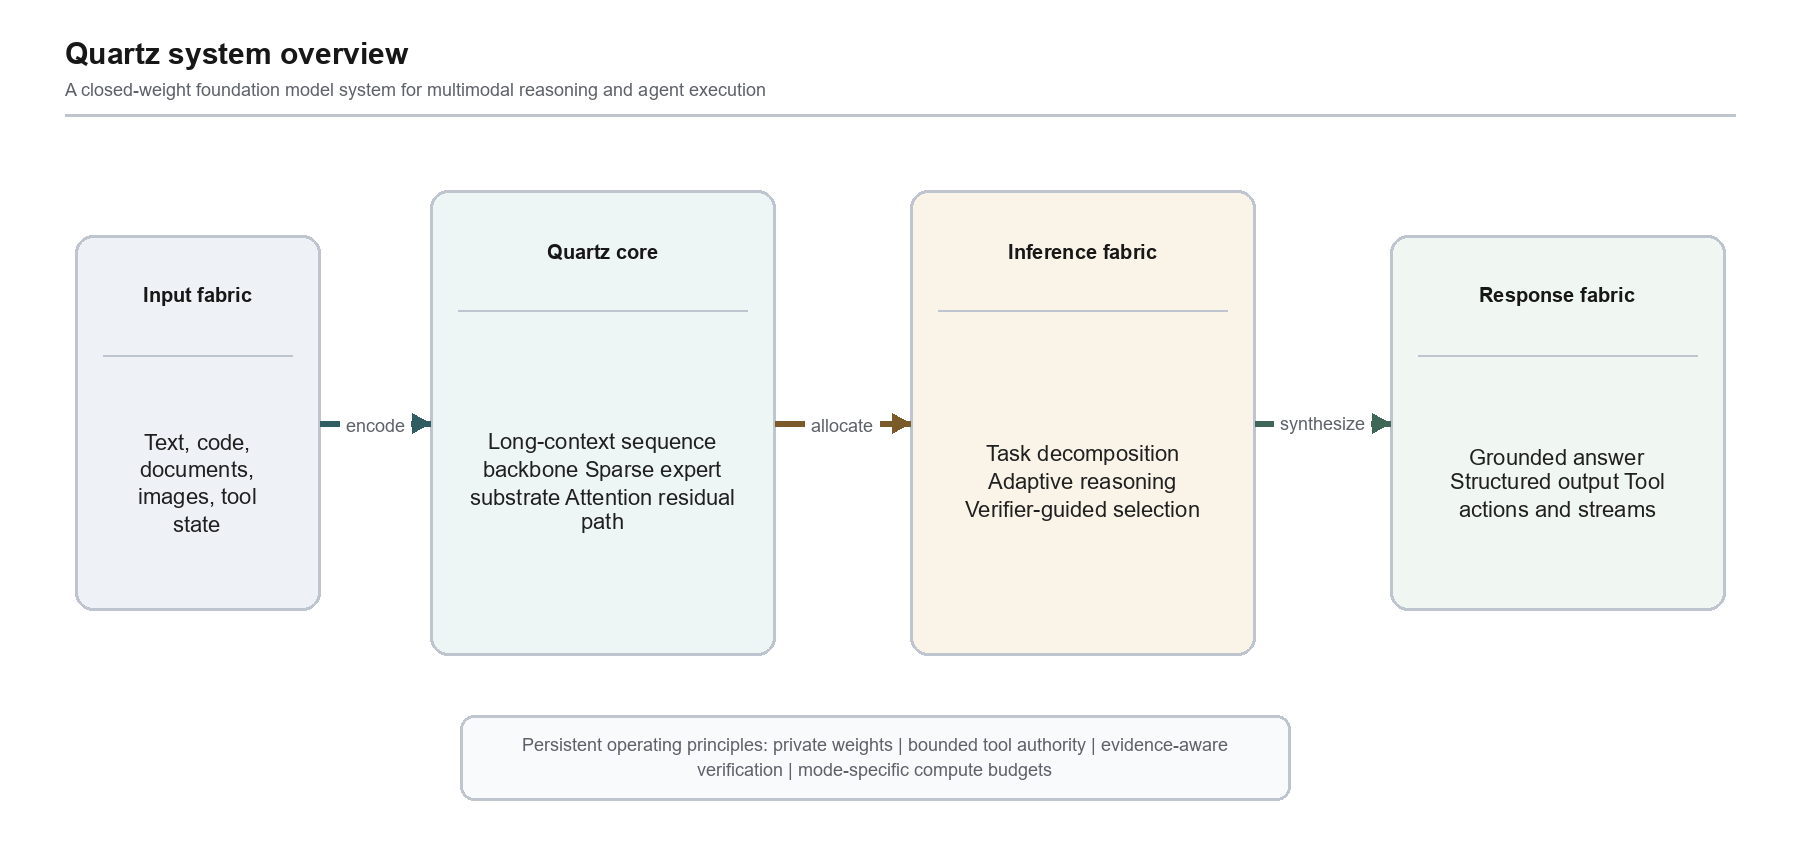 Quartz system overview
A closed-weight foundation model system for multimodal reasoning and agent execution
Input fabric
Text, code,
documents,
images, tool
state
encode
Quartz core
Long-context sequence
backbone Sparse expert
substrate Attention residual
path
allocate
Inference fabric
Task decomposition
Adaptive reasoning
Verifier-guided selection
synthesize
Response fabric
Grounded answer
Structured output Tool
actions and streams
Persistent operating principles: private weights | bounded tool authority | evidence-aware
verification | mode-specific compute budgets